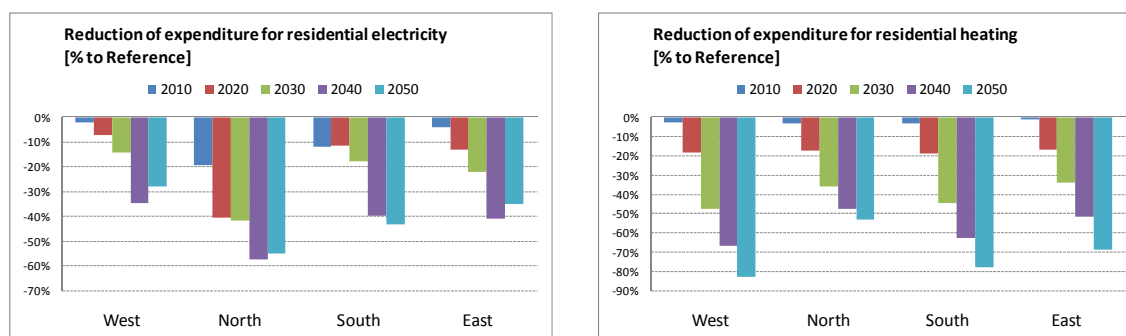 Reduction of expenditure for residential electricity
[% to Reference]
2010 2020 2030 2040 2050
0%
-10%
-20%
-30%
-40%
-50%
-60%
-70%
West North South East
Reduction of expenditure for residential heating
[% to Reference]
2010 2020 2030 2040 2050
0%
-10%
-20%
-30%
-40%
-50%
-60%
-70%
-80%
-90%
West North South East